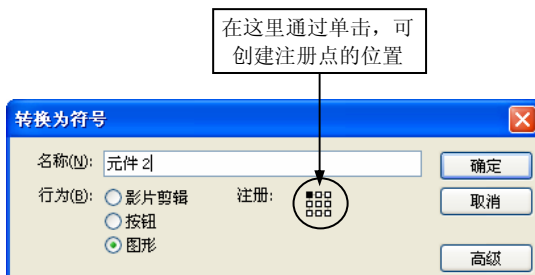 在这里通过单击，可
创建注册点的位置
转换为符号
名称(N): 元件 2 确定
行为(B): 影片剪辑 注册: 取消
按钮
图形
高级